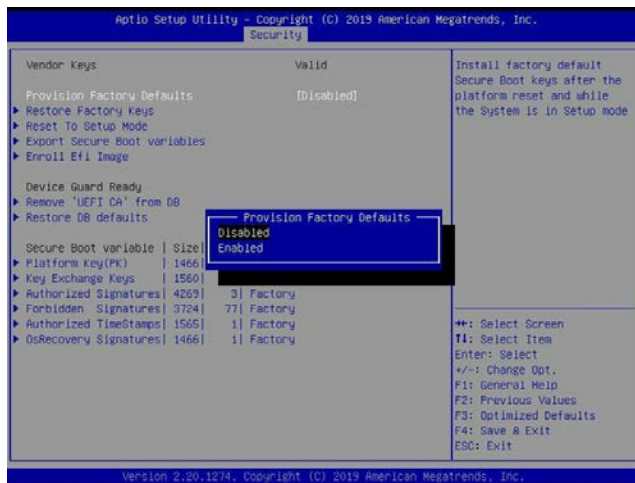 Aptio Setup Utility - Copyright (C) 2019 American Megatrends, Inc.
Security
Vendor Keys Valid
Provision Factory Defaults [Disabled]
Restore Factory Keys
Reset To Setup Mode
Export Secure Boot variables
Enroll Efi Image
Device Guard Ready
Remove 'UEFI CA' from DB
Restore DB defaults
Secure Boot variable | Size|
Platform Key(PK) | 1466|
Key Exchange Keys | 1560|
Authorized Signatures| 4269| 3| Factory
Forbidden Signatures| 3724| 77| Factory
Authorized TimeStamps| 1565| 1| Factory
OsRecovery Signatures| 1466| 1| Factory
Provision Factory Defaults
Disabled
Enabled
Install factory default
Secure Boot keys after the
platform reset and while
the System is in Setup mode
→←: Select Screen
↑↓: Select Item
Enter: Select
+/-: Change Opt.
F1: General Help
F2: Previous Values
F3: Optimized Defaults
F4: Save & Exit
ESC: Exit
Version 2.20.1274. Copyright (C) 2019 American Megatrends, Inc.